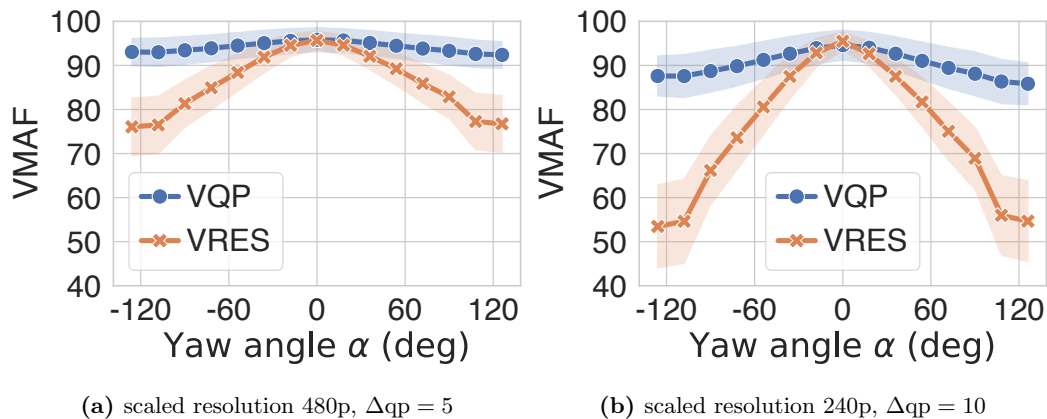 100
90
80
70
60
50
40
VMAF
VQP
VRES
-120 -60 0 60 120
Yaw angle α (deg)
(a) scaled resolution 480p, Δqp = 5
100
90
80
70
60
50
40
VMAF
VQP
VRES
-120 -60 0 60 120
Yaw angle α (deg)
(b) scaled resolution 240p, Δqp = 10